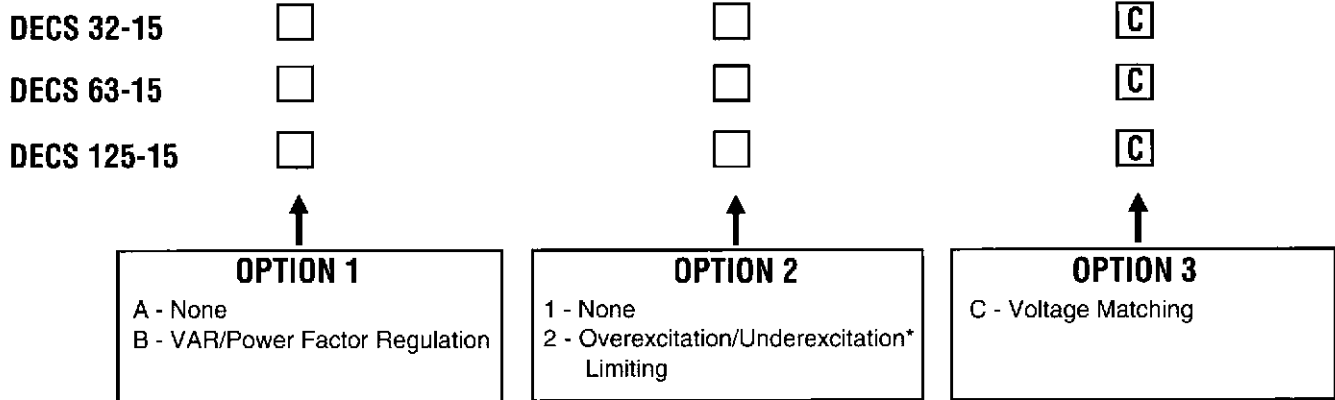 DECS 32-15 C
DECS 63-15 C
DECS 125-15 C
OPTION 1
A - None
B - VAR/Power Factor Regulation
OPTION 2
1 - None
2 - Overexcitation/Underexcitation*
Limiting
OPTION 3
C - Voltage Matching